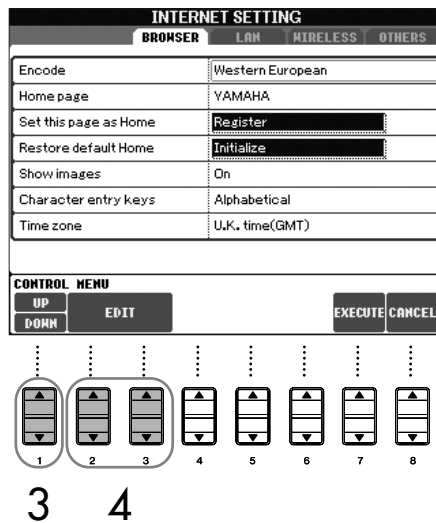 INTERNET SETTING
BROWSER LAN WIRELESS OTHERS
Encode Western European
Home page YAMAHA
Set this page as Home Register
Restore default Home Initialize
Show images On
Character entry keys Alphabetical
Time zone U.K. time(GMT)
CONTROL MENU
UP
DOWN
EDIT
EXECUTE
CANCEL
1 2 3 4 5 6 7 8
3 4